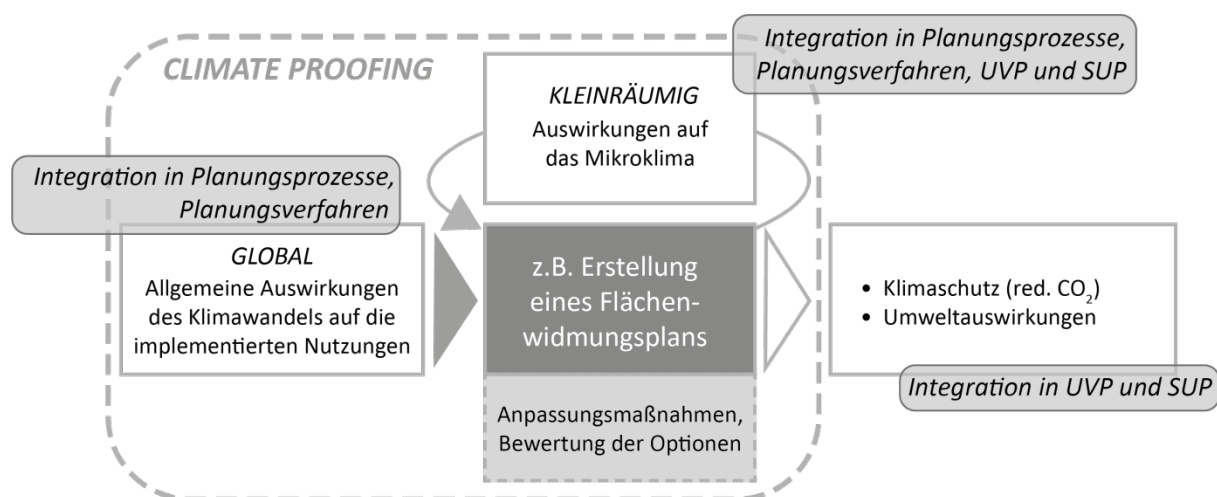 CLIMATE PROOFING
Integration in Planungsprozesse,
Planungsverfahren, UVP und SUP
KLEINRÄUMIG
Auswirkungen auf
das Mikroklima
Integration in Planungsprozesse,
Planungsverfahren
GLOBAL
Allgemeine Auswirkungen
des Klimawandels auf die
implementierten Nutzungen
z.B. Erstellung
eines Flächen-
widmungsplans
• Klimaschutz (red. CO₂)
• Umweltauswirkungen
Integration in UVP und SUP
Anpassungsmaßnahmen,
Bewertung der Optionen